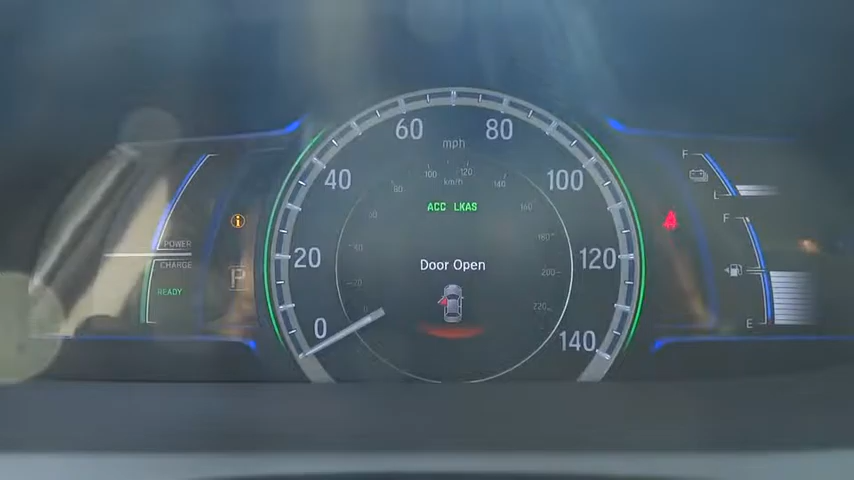 60
mph
80
40
80
100
120
140
km/h
100
160
ACC LKAS
180
20
Door Open
200
120
220
0
140
POWER
CHARGE
READY
P
F
L
F
E